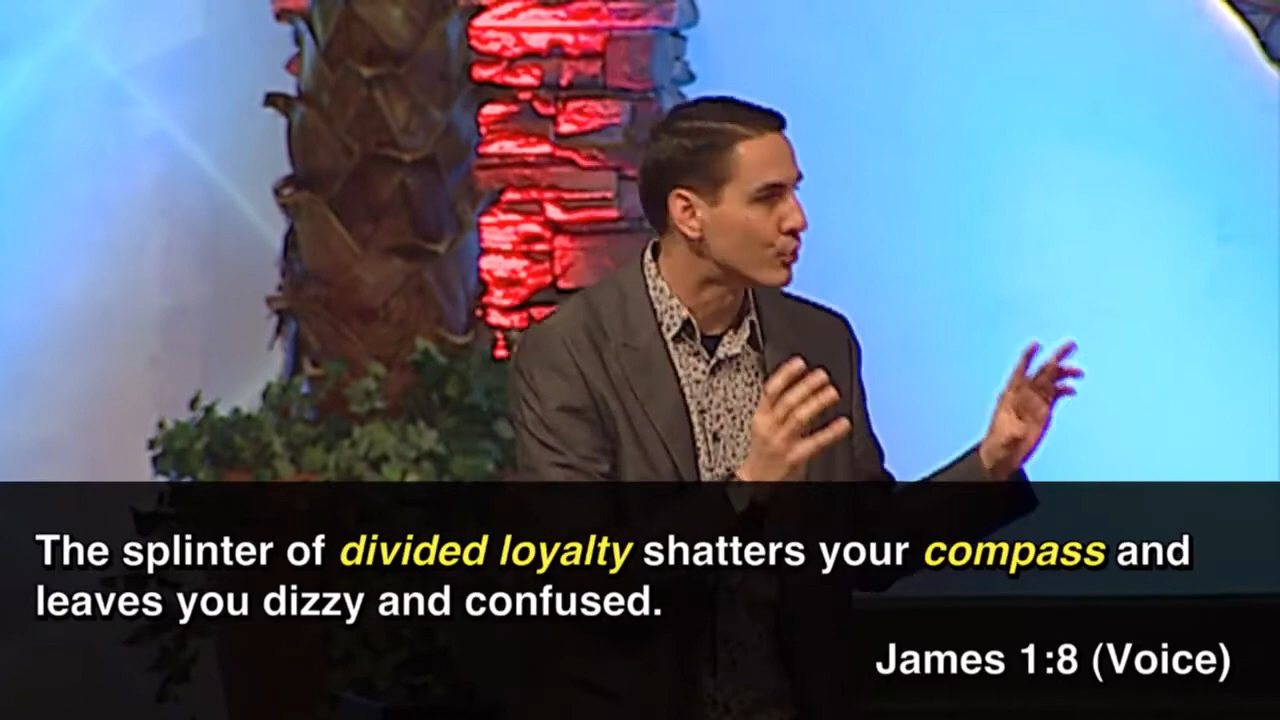 The splinter of divided loyalty shatters your compass and
leaves you dizzy and confused.
James 1:8 (Voice)